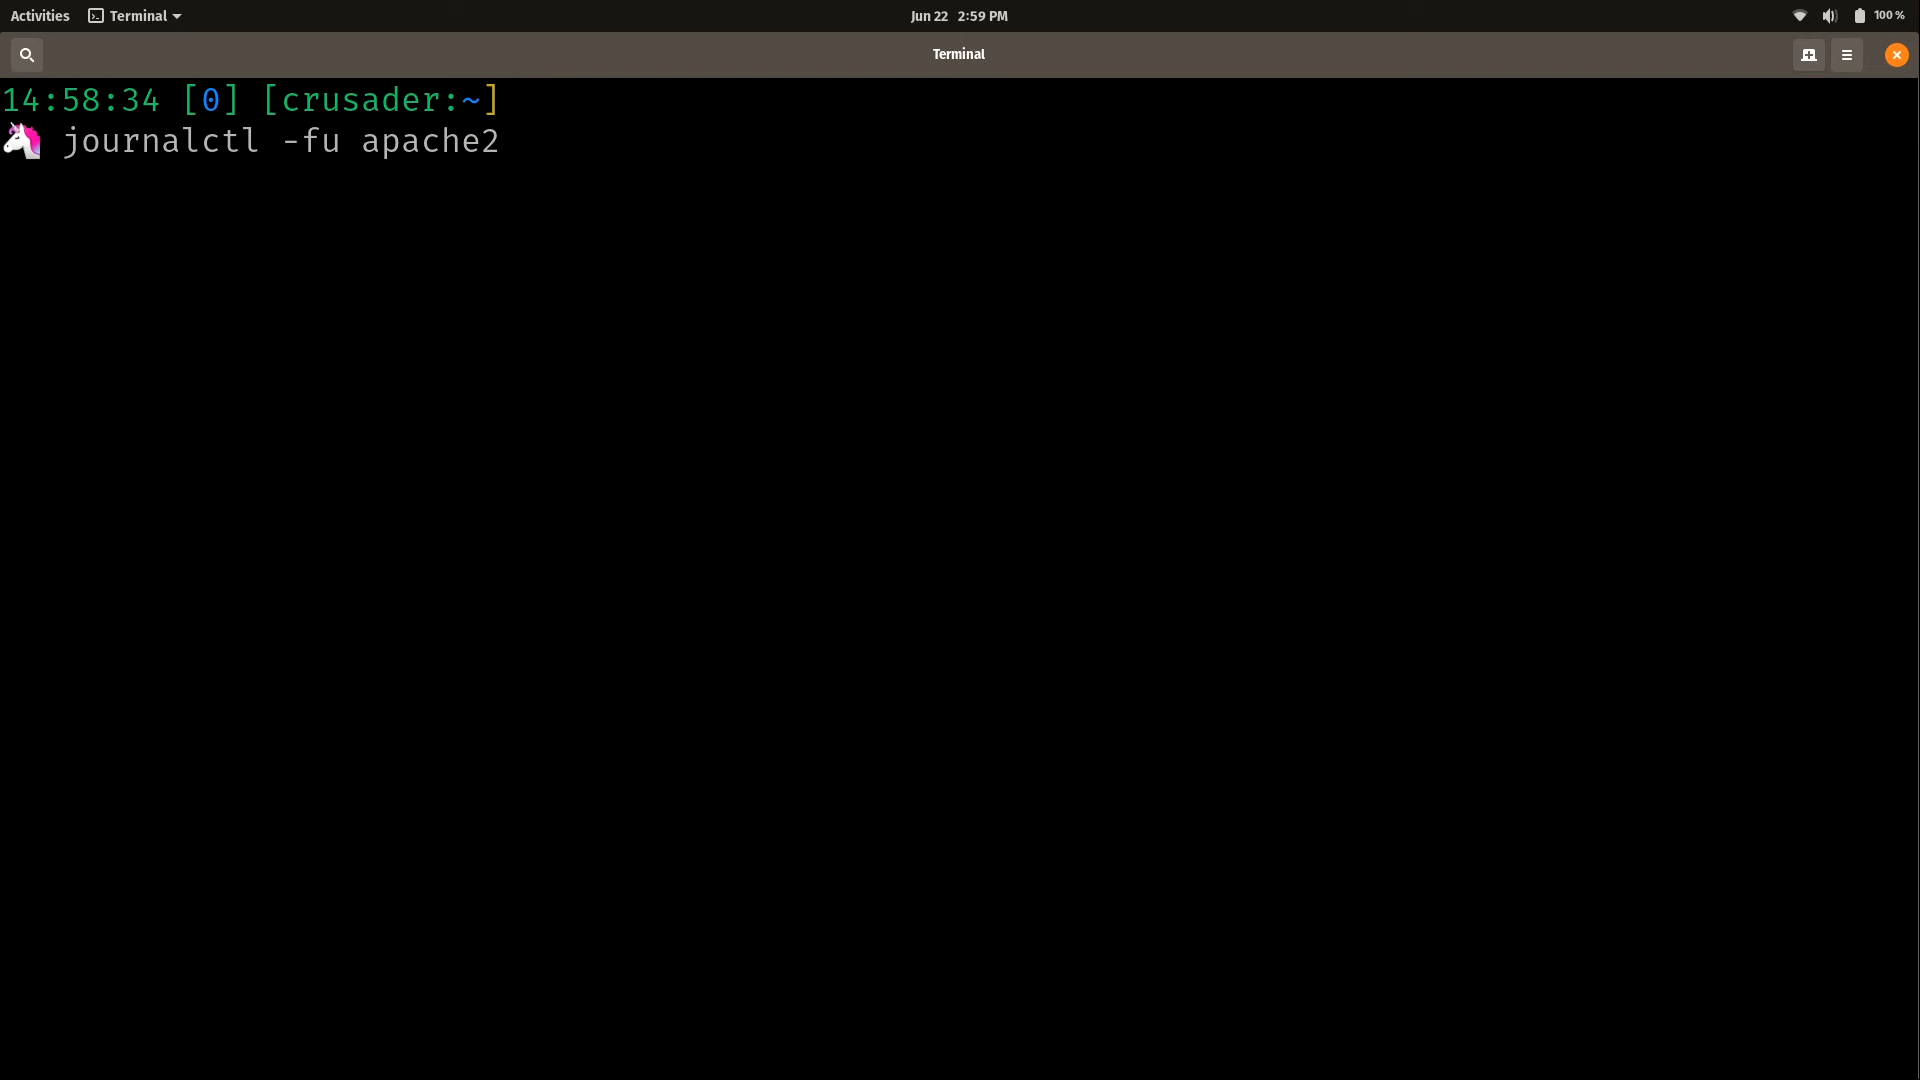 Activities Terminal Jun 22 2:59 PM 100 %
Terminal
14:58:34 [0] [crusader:~]
🦄 journalctl -fu apache2